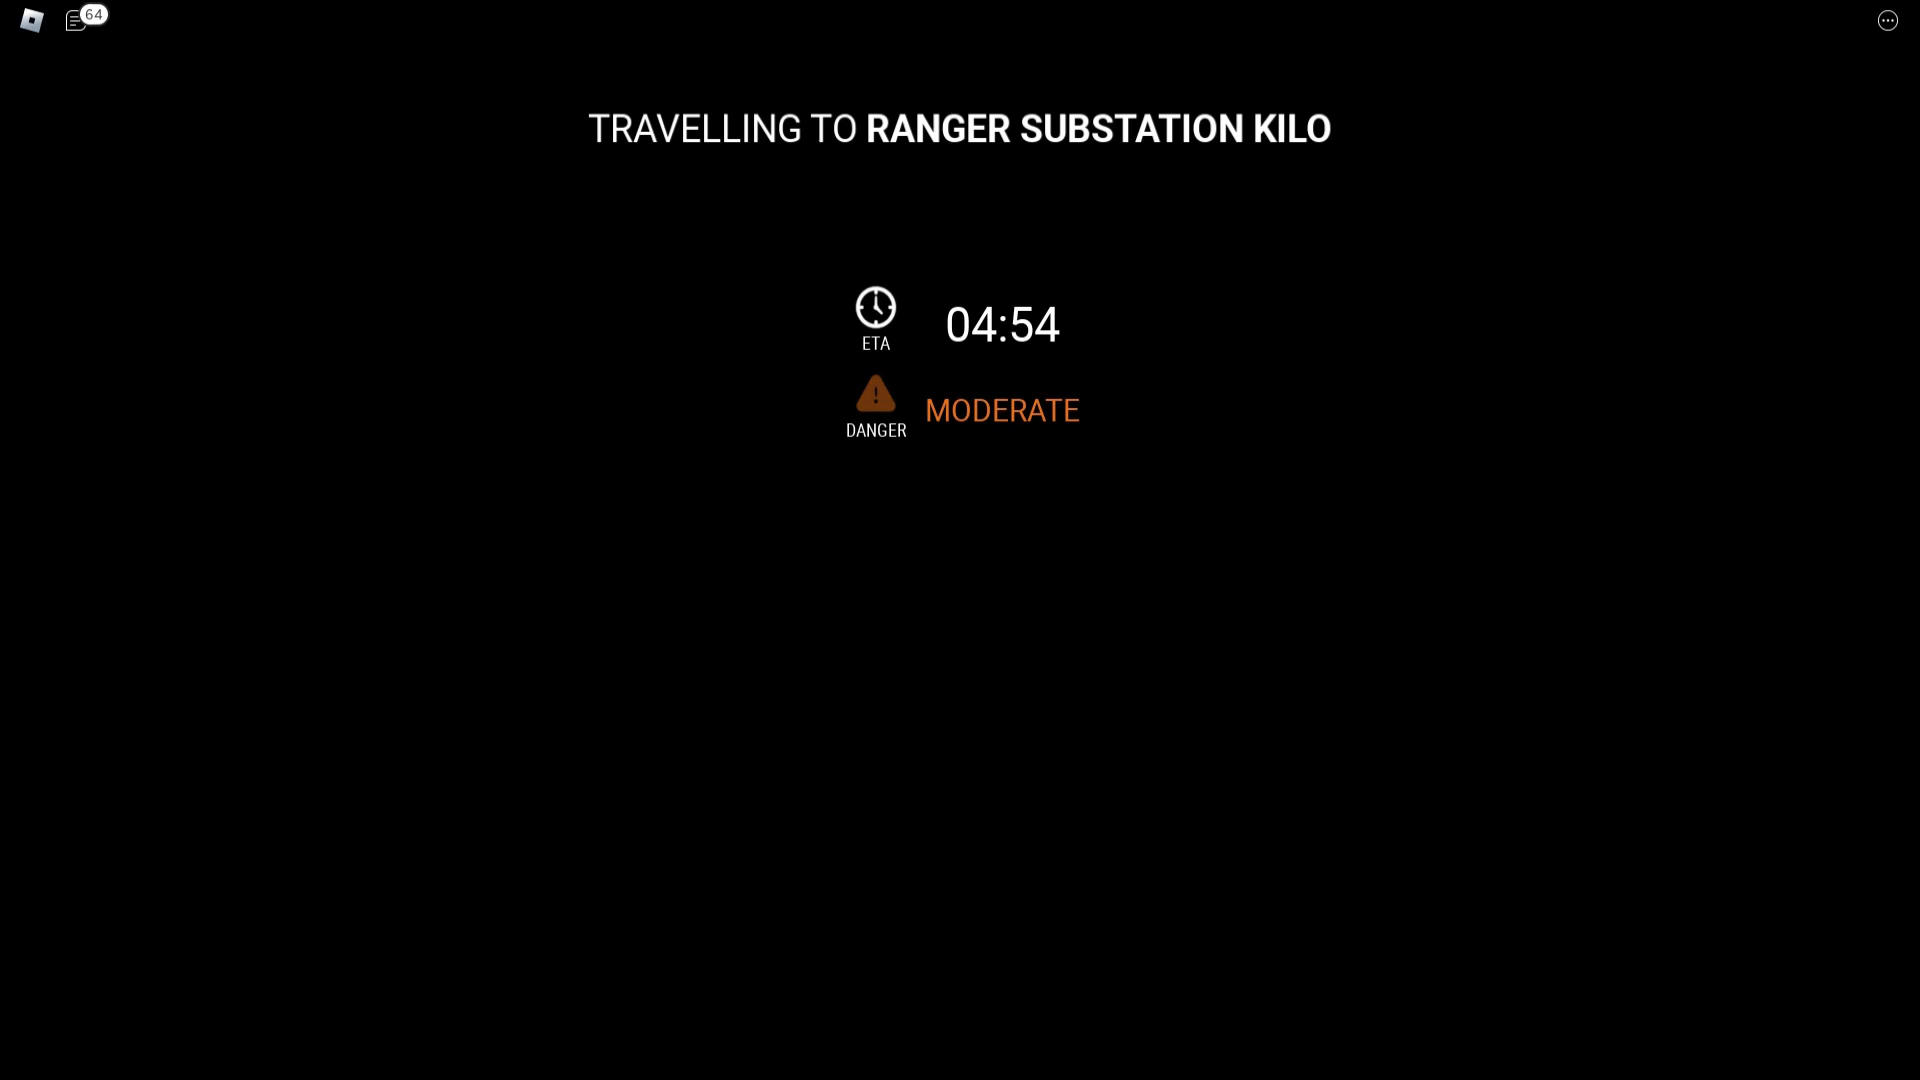 64
TRAVELLING TO RANGER SUBSTATION KILO
04:54
ETA
MODERATE
DANGER